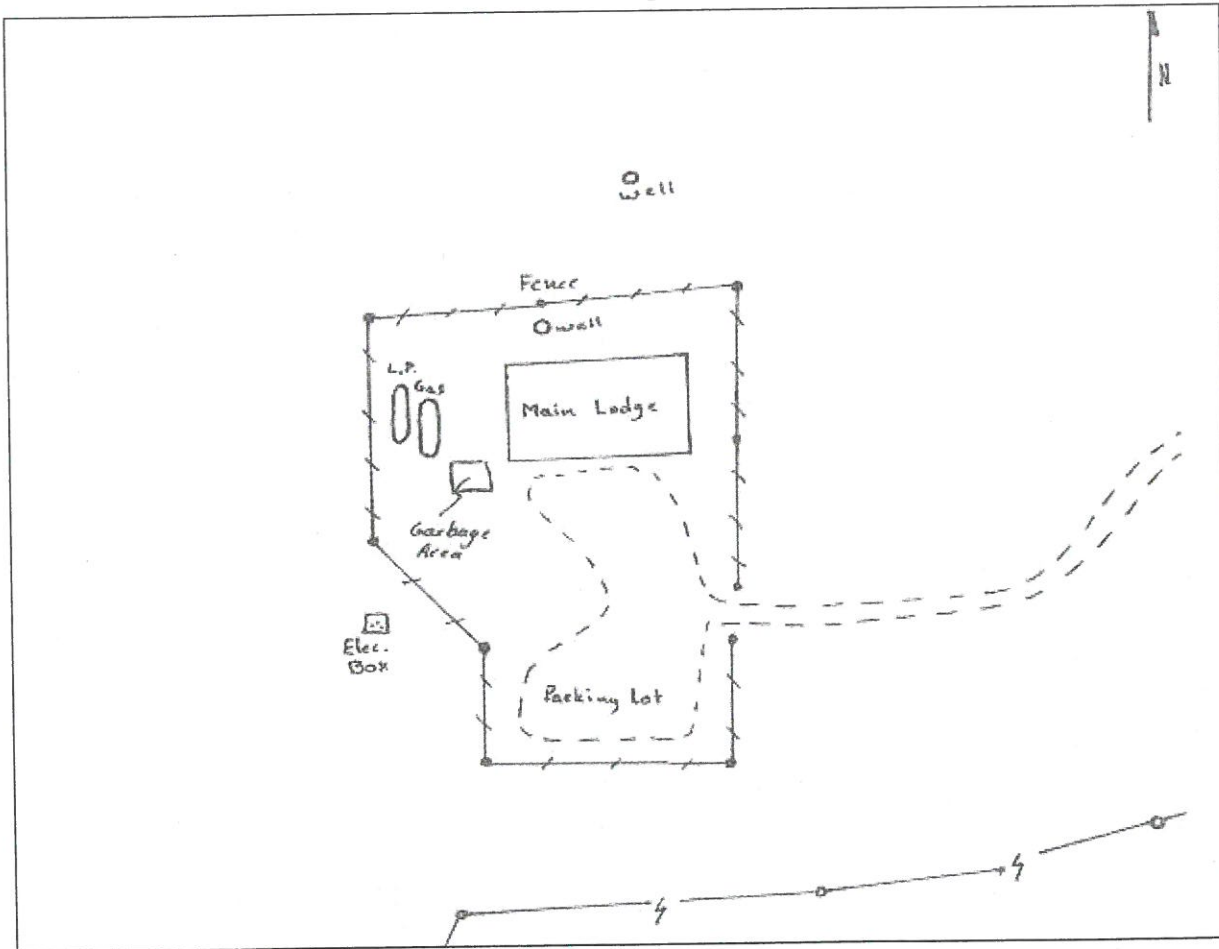 N
well
Fence
well
L.P.
Gas
Main Lodge
Garbage
Area
Elec.
Box
Parking Lot